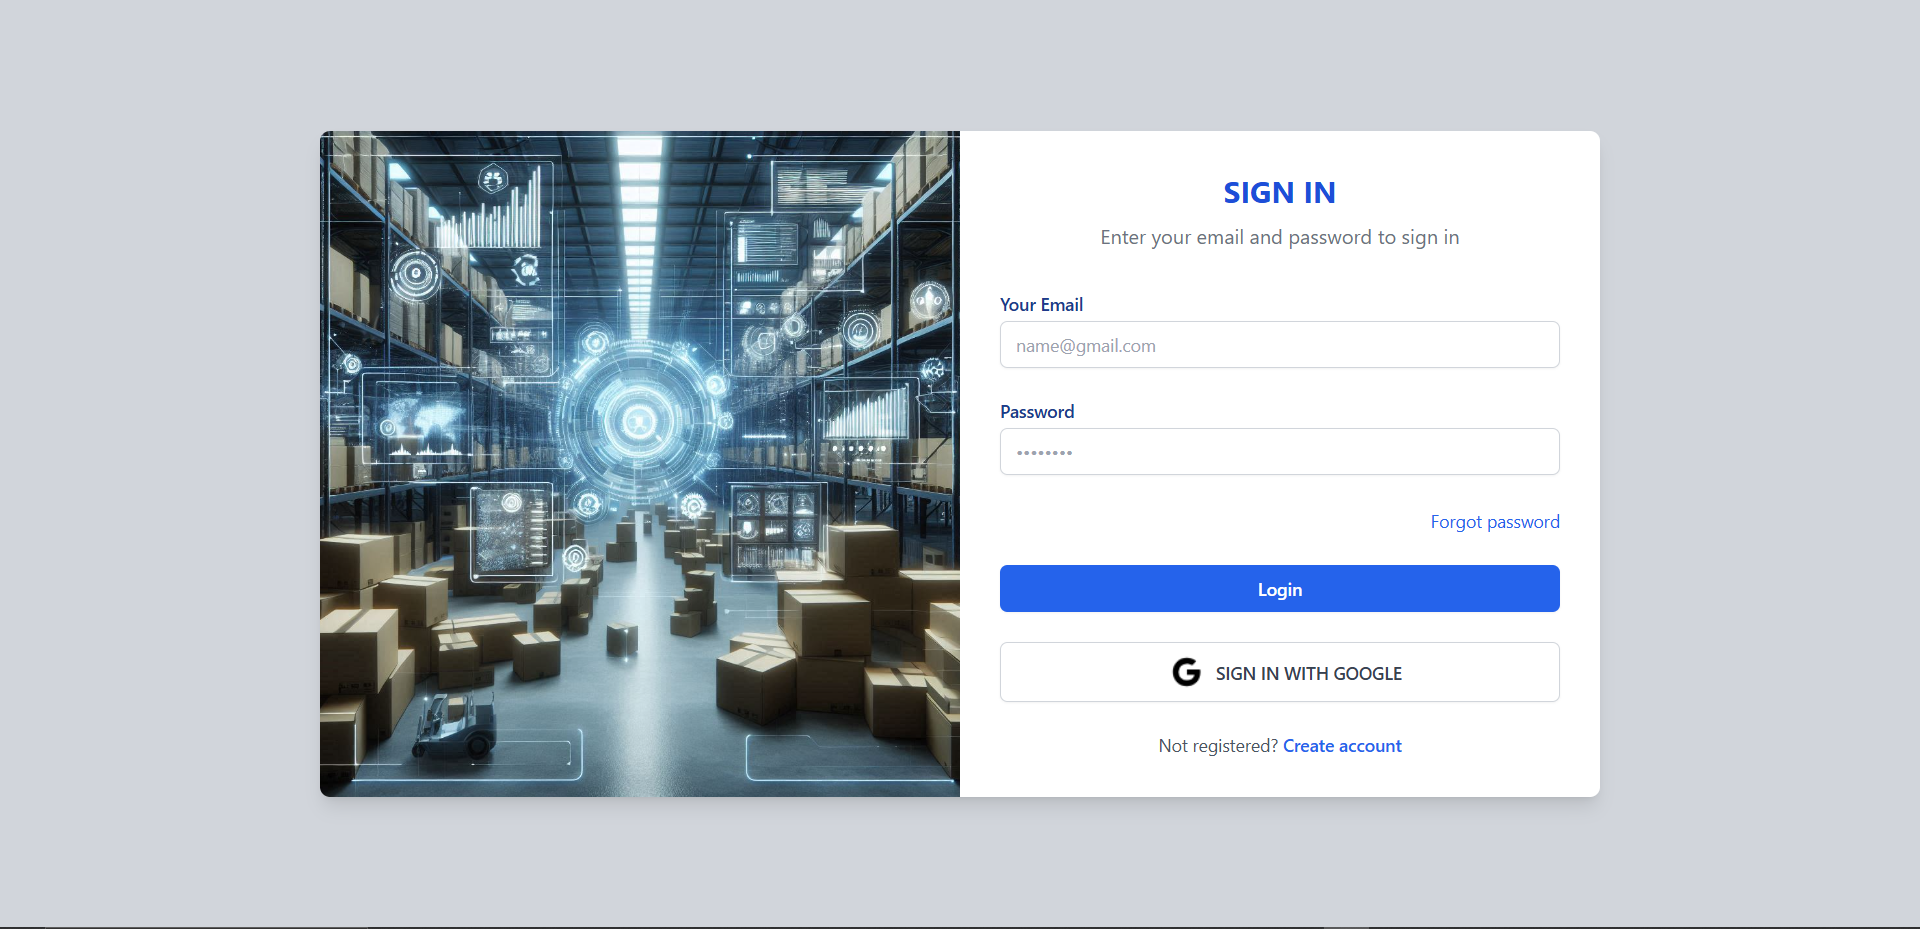 SIGN IN
Enter your email and password to sign in
Your Email
name@gmail.com
Password
••••••••
Forgot password
Login
G SIGN IN WITH GOOGLE
Not registered? Create account